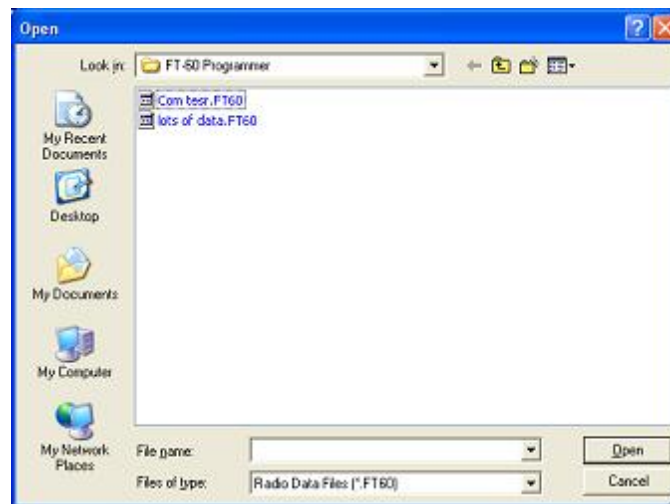 Open
Look in: FT-60 Programmer
Com tesr.FT60
lots of data.FT60
My Recent
Documents
Desktop
My Documents
My Computer
My Network
Places
File name:
Open
Files of type: Radio Data Files (*.FT60)
Cancel